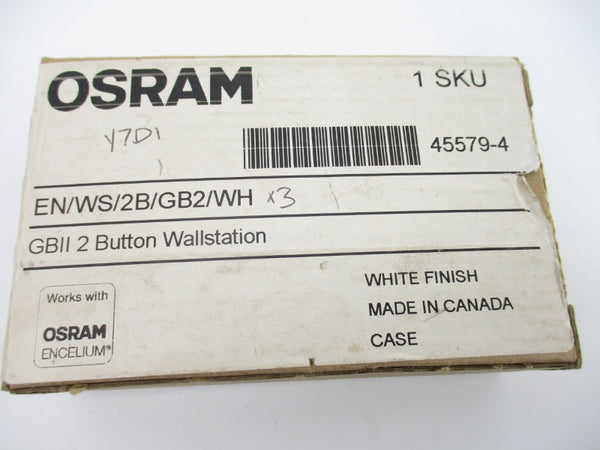 OSRAM 1 SKU
Y7D1
45579-4
EN/WS/2B/GB2/WH x3
GBII 2 Button Wallstation
WHITE FINISH
MADE IN CANADA
CASE
Works with
OSRAM
ENCELIUM